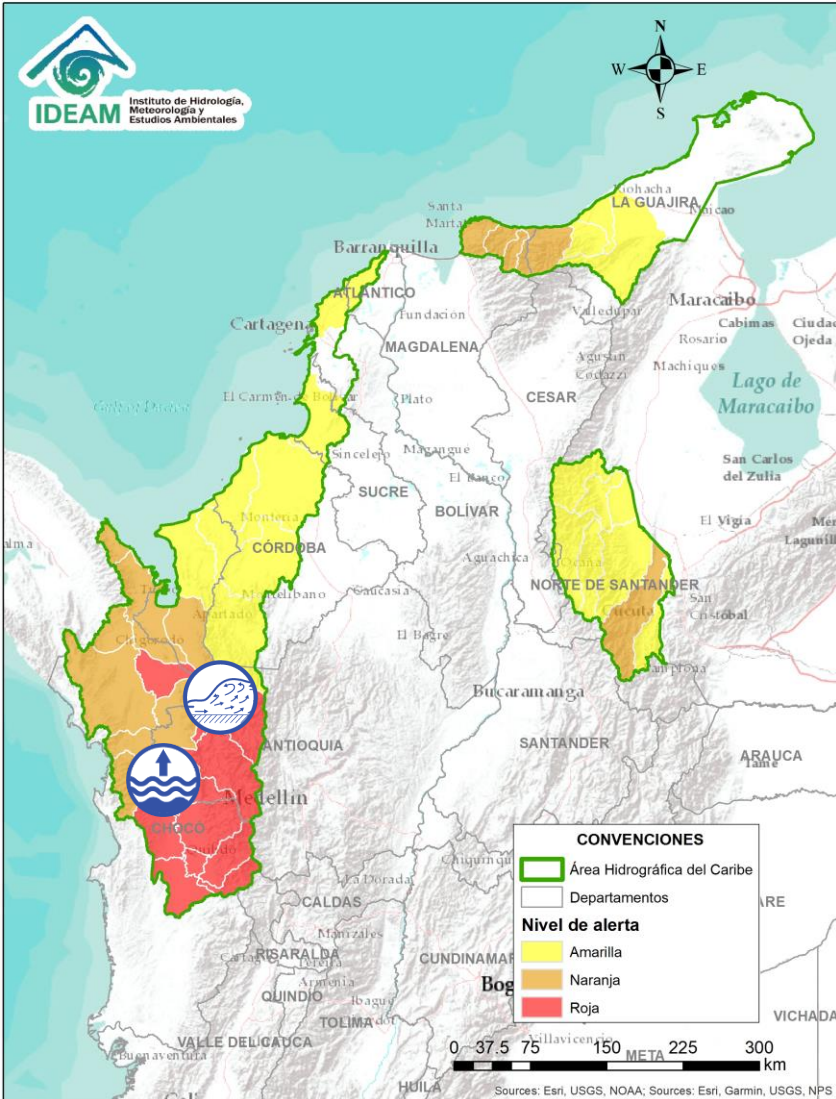 IDEAM
Instituto de Hidrología,
Meteorología y
Estudios Ambientales
N
W
E
S
LA GUAJIRA
Maicao
Santa
Barranquilla
ATLÁNTICO
Maracaibo
Cartagena
Fundación
Valledupar
Cabimas
Ciudad
Ojeda
Rosario
MAGDALENA
Agustín
Codazzi
Machiques
Lago de
Maracaibo
CESAR
El Carmen de Bolívar
Plato
Sincelejo
Magangué
San Carlos
del Zulia
El Banco
SUCRE
BOLÍVAR
El Vigía
Montería
CÓRDOBA
Aguachica
Ocaña
NORTE DE SANTANDER
San
Cristóbal
Montelíbano
Caucasia
Apartadó
Cúcuta
Chigorodó
El Bagre
Pamplona
Bucaramanga
ANTIOQUIA
SANTANDER
ARAUCA
Tame
Medellín
CHOCÓ
Quibdó
CONVENCIONES
Área Hidrográfica del Caribe
Departamentos
Nivel de alerta
Amarilla
Naranja
Roja
La Dorada
CALDAS
Manizales
RISARALDA
Pereira
Armenia
QUINDÍO
Ibagué
TOLIMA
VICHADA
VALLE DEL CAUCA
Villavicencio
Buenaventura
META
HUILA
0 37.5 75 150 225 300
km
Sources: Esri, USGS, NOAA; Sources: Esri, Garmin, USGS, NPS